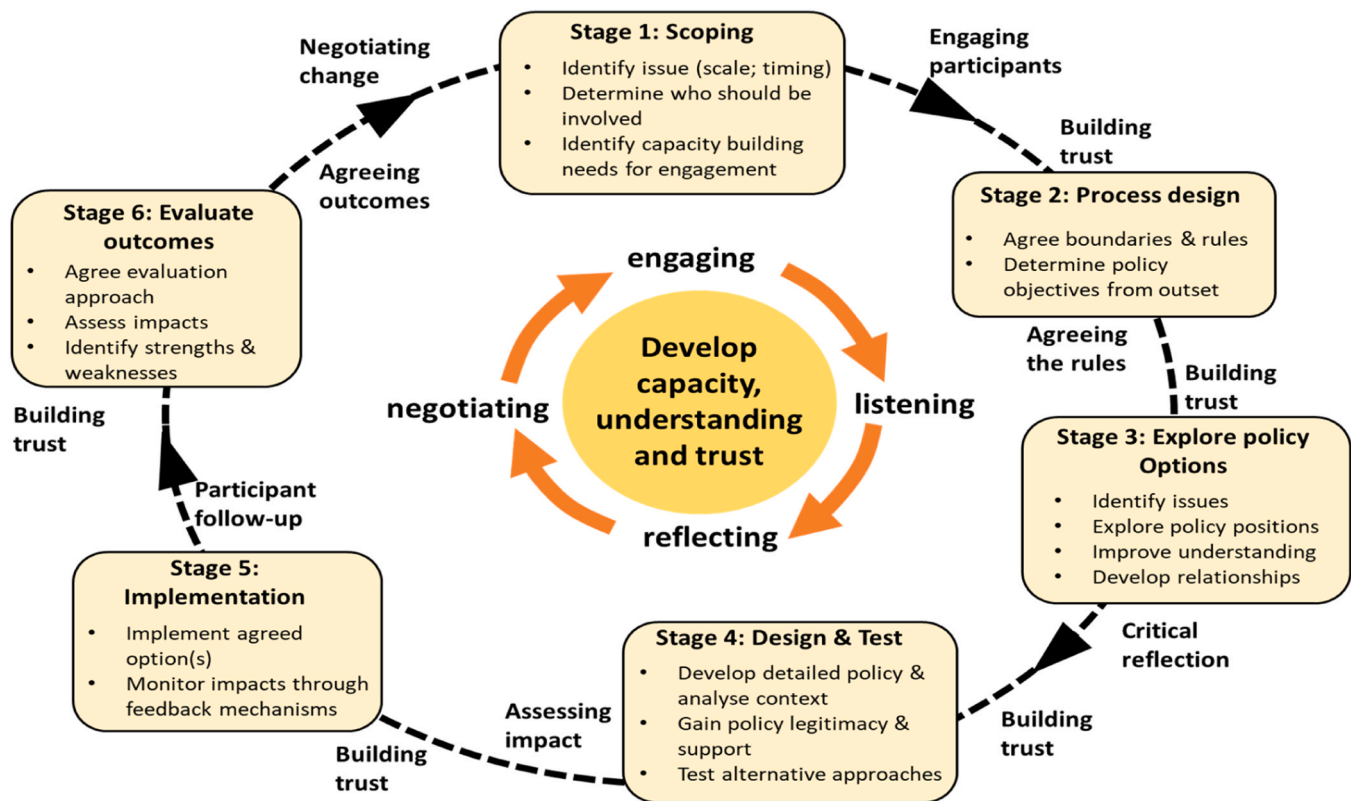 Stage 1: Scoping
• Identify issue (scale; timing)
• Determine who should be
involved
• Identify capacity building
needs for engagement
Engaging
participants
Building
trust
Stage 2: Process design
• Agree boundaries & rules
• Determine policy
objectives from outset
Agreeing
the rules
Building
trust
Stage 3: Explore policy
Options
• Identify issues
• Explore policy positions
• Improve understanding
• Develop relationships
Critical
reflection
Building
trust
Stage 4: Design & Test
• Develop detailed policy &
analyse context
• Gain policy legitimacy &
support
• Test alternative approaches
Assessing
impact
Building
trust
Stage 5:
Implementation
• Implement agreed
option(s)
• Monitor impacts through
feedback mechanisms
Participant
follow-up
Building
trust
Stage 6: Evaluate
outcomes
• Agree evaluation
approach
• Assess impacts
• Identify strengths &
weaknesses
Agreeing
outcomes
Negotiating
change
engaging
listening
reflecting
negotiating
Develop
capacity,
understanding
and trust